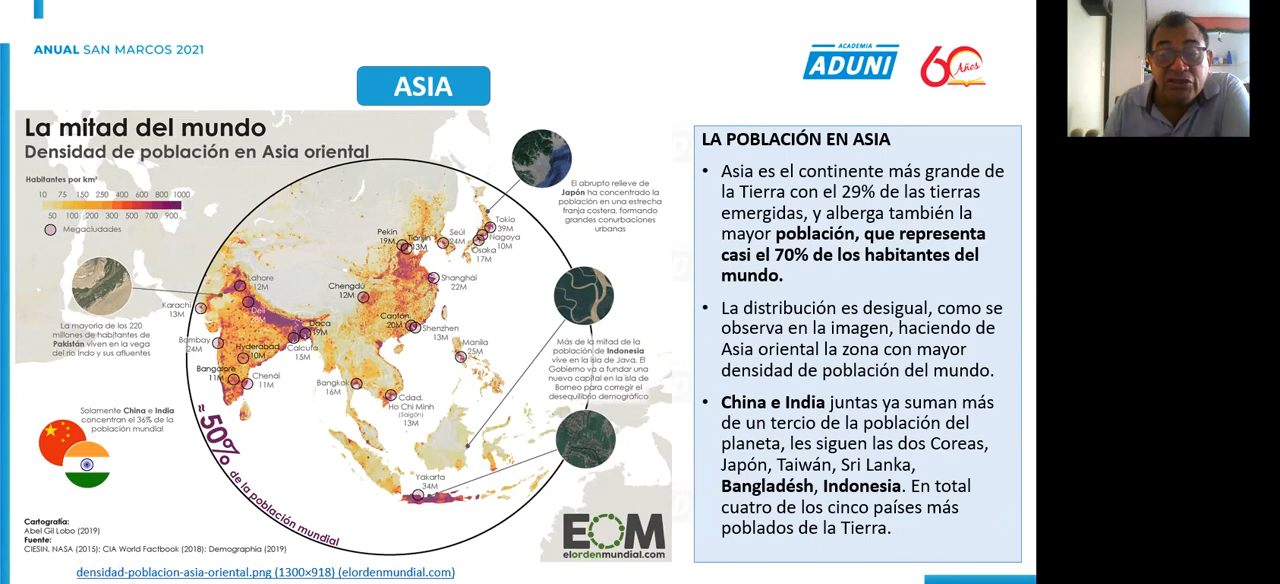 ANUAL SAN MARCOS 2021
ACADEMIA
ADUNI
60 Años
ASIA
La mitad del mundo
Densidad de población en Asia oriental
Habitantes por km²
10 75 150 250 400 600 800 1000
50 100 200 300 500 700 900
Megaciudades
El abrupto relieve de
Japón ha concentrado la
población en una estrecha
franja costera, formando
grandes conurbaciones
urbanas
Tokio
39M
Nagoya
10M
Osaka
17M
Seúl
24M
Pekín
19M
Tianjin
13M
Shanghái
22M
Chengdú
12M
Cantón
20M
Shenzhen
13M
Lahore
12M
Deli
Karachi
13M
La mayoría de los 220
millones de habitantes de
Pakistán viven en la vega
del río Indo y sus afluentes
Daca
19M
Calcuta
15M
Bombay
24M
Hyderabad
10M
Bangalore
11M
Chenái
11M
Manila
25M
Bangkok
16M
Cdad.
Ho Chi Minh
(Saigón)
13M
Yakarta
34M
Más de la mitad de la
población de Indonesia
vive en la isla de Java. El
Gobierno va a fundar una
nueva capital en la isla de
Borneo para corregir el
desequilibrio demográfico
Solamente China e India
concentran el 36% de la
población mundial
≈ 50% de la población mundial
Cartografía:
Abel Gil Lobo (2019)
Fuente:
CIESIN, NASA (2015); CIA World Factbook (2018); Demographia (2019)
EOM
elordenmundial.com
densidad-poblacion-asia-oriental.png (1300×918) (elordenmundial.com)
LA POBLACIÓN EN ASIA
• Asia es el continente más grande de
la Tierra con el 29% de las tierras
emergidas, y alberga también la
mayor población, que representa
casi el 70% de los habitantes del
mundo.
• La distribución es desigual, como se
observa en la imagen, haciendo de
Asia oriental la zona con mayor
densidad de población del mundo.
• China e India juntas ya suman más
de un tercio de la población del
planeta, les siguen las dos Coreas,
Japón, Taiwán, Sri Lanka,
Bangladésh, Indonesia. En total
cuatro de los cinco países más
poblados de la Tierra.